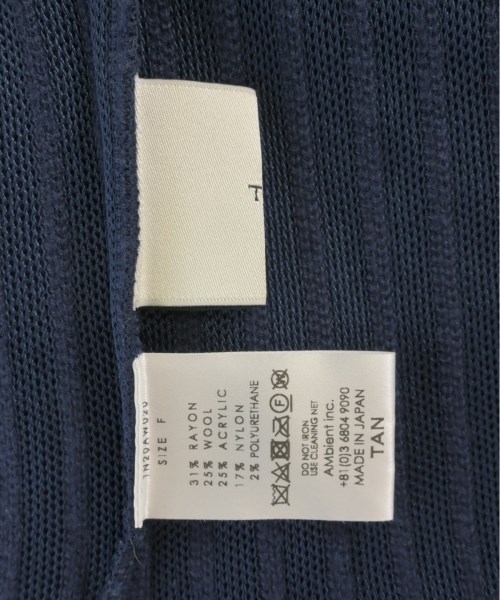 F
SIZE F
31% RAYON
25% WOOL
25% ACRYLIC
17% NYLON
2% POLYURETHANE
DO NOT IRON
USE CLEANING NET
AMbient inc.
+81(0)3 6804 9090
MADE IN JAPAN
TAN